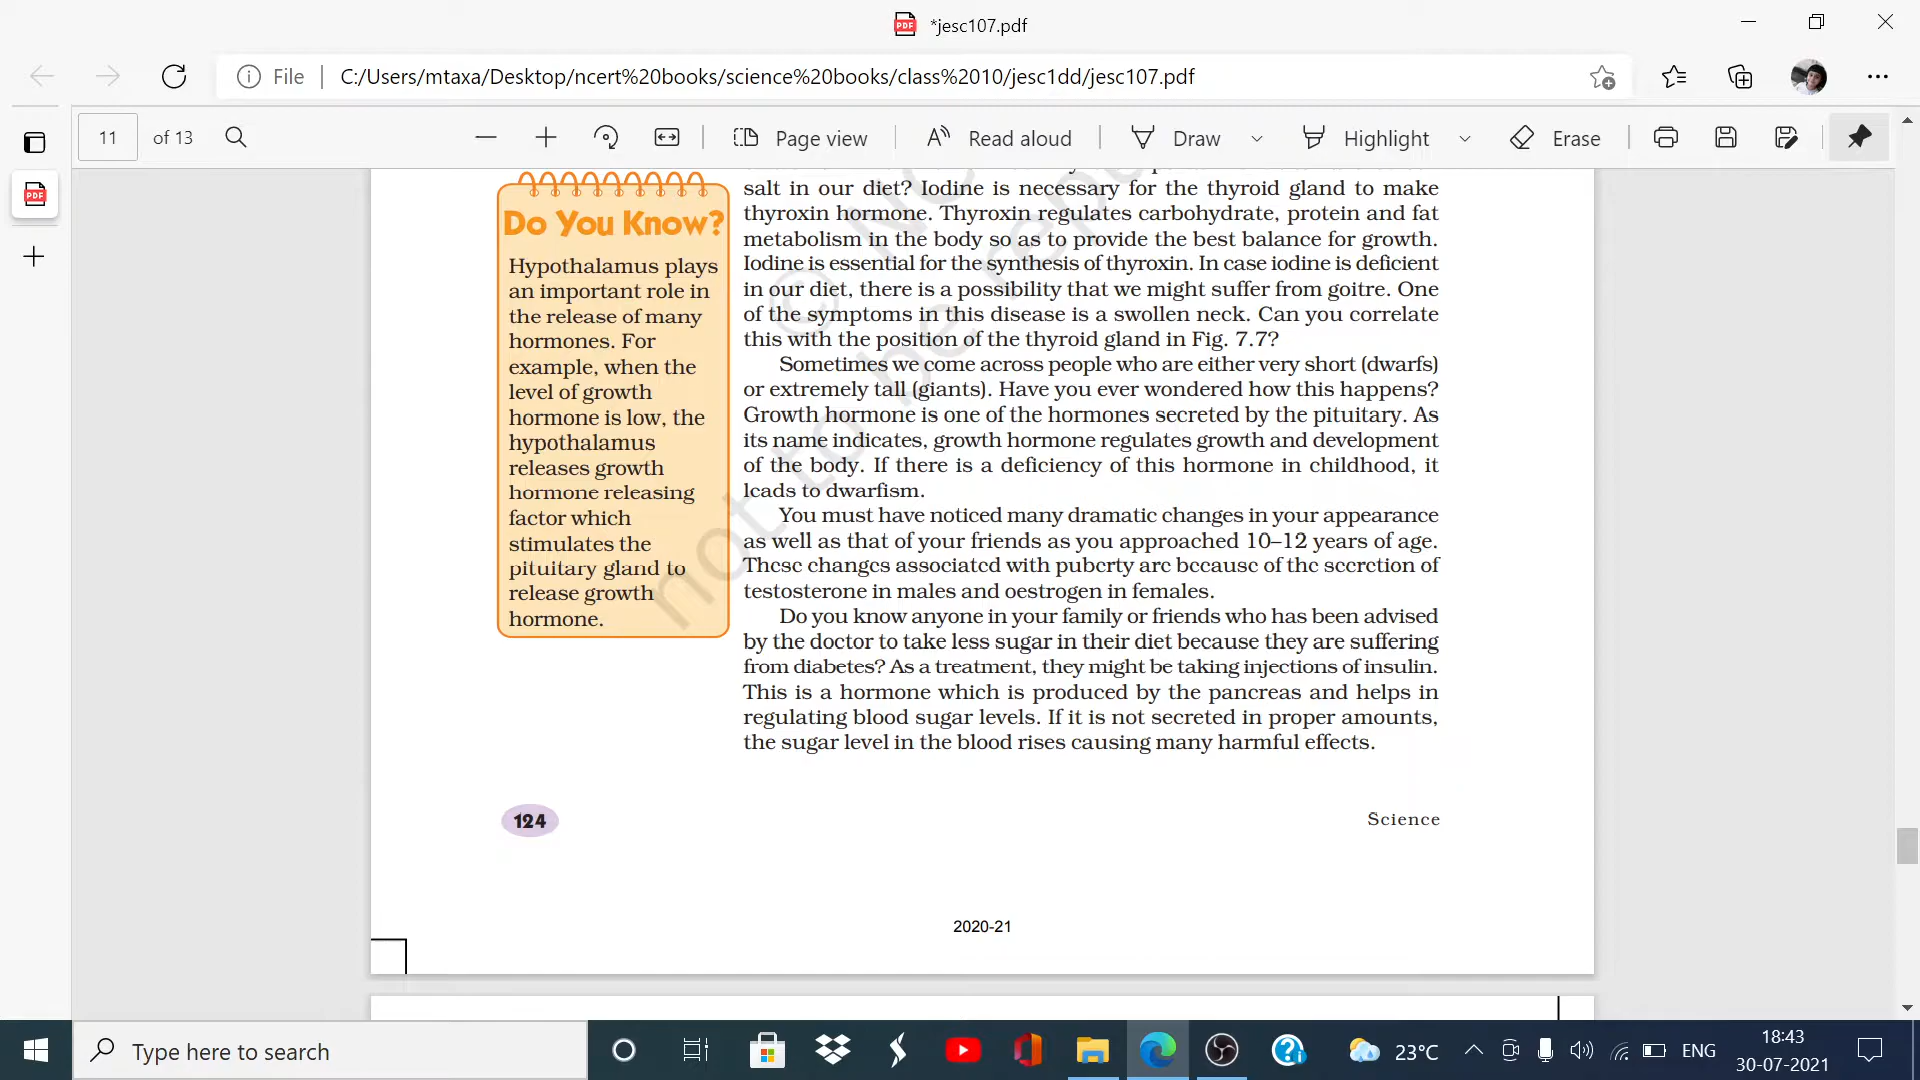 *jesc107.pdf
File C:/Users/mtaxa/Desktop/ncert%20books/science%20books/class%2010/jesc1dd/jesc107.pdf
11 of 13 Page view Read aloud Draw Highlight Erase
Do You Know?
Hypothalamus plays
an important role in
the release of many
hormones. For
example, when the
level of growth
hormone is low, the
hypothalamus
releases growth
hormone releasing
factor which
stimulates the
pituitary gland to
release growth
hormone.
salt in our diet? Iodine is necessary for the thyroid gland to make
thyroxin hormone. Thyroxin regulates carbohydrate, protein and fat
metabolism in the body so as to provide the best balance for growth.
Iodine is essential for the synthesis of thyroxin. In case iodine is deficient
in our diet, there is a possibility that we might suffer from goitre. One
of the symptoms in this disease is a swollen neck. Can you correlate
this with the position of the thyroid gland in Fig. 7.7?
Sometimes we come across people who are either very short (dwarfs)
or extremely tall (giants). Have you ever wondered how this happens?
Growth hormone is one of the hormones secreted by the pituitary. As
its name indicates, growth hormone regulates growth and development
of the body. If there is a deficiency of this hormone in childhood, it
leads to dwarfism.
You must have noticed many dramatic changes in your appearance
as well as that of your friends as you approached 10–12 years of age.
These changes associated with puberty are because of the secretion of
testosterone in males and oestrogen in females.
Do you know anyone in your family or friends who has been advised
by the doctor to take less sugar in their diet because they are suffering
from diabetes? As a treatment, they might be taking injections of insulin.
This is a hormone which is produced by the pancreas and helps in
regulating blood sugar levels. If it is not secreted in proper amounts,
the sugar level in the blood rises causing many harmful effects.
© NC
not to be repu
124
Science
2020-21
Type here to search
23°C
ENG
18:43
30-07-2021